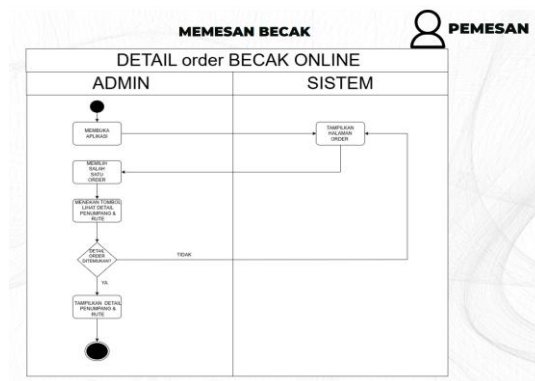 MEMESAN BECAK
PEMESAN
DETAIL order BECAK ONLINE
ADMIN
SISTEM
MEMBUKA
APLIKASI
TAMPILKAN
HALAMAN
ORDER
MEMILIH
SALAH
SATU
ORDER
MENEKAN TOMBOL
LIHAT DETAIL
PENUMPANG &
RUTE
DETAIL
ORDER
DITEMUKAN?
TIDAK
YA
TAMPILKAN DETAIL
PENUMPANG &
RUTE